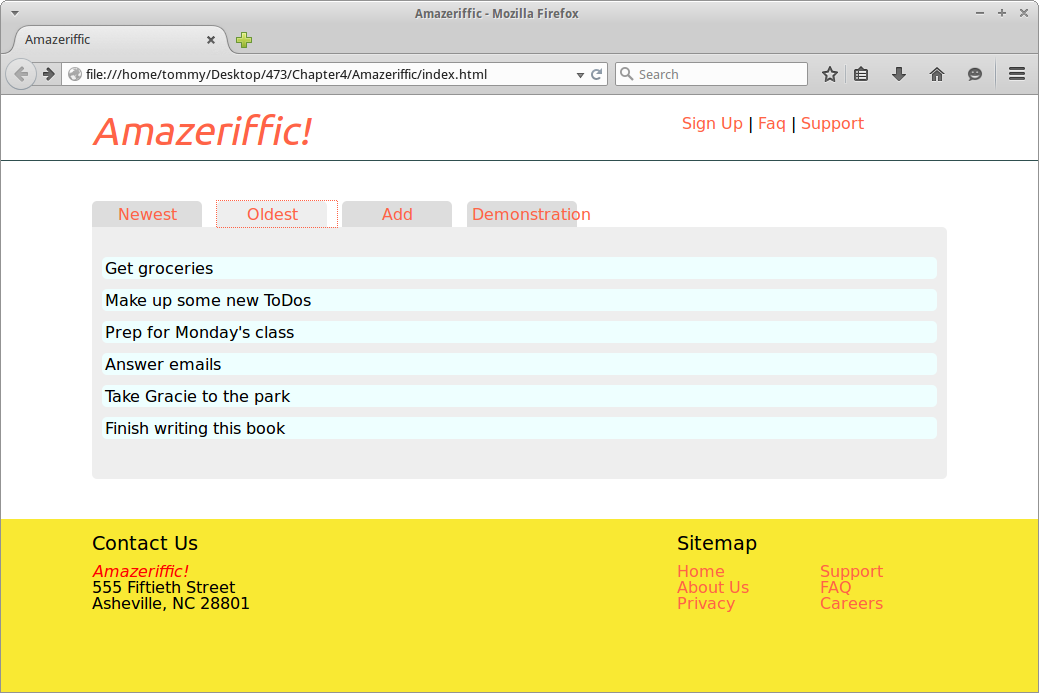 Amazeriffic - Mozilla Firefox
Amazeriffic
file:///home/tommy/Desktop/473/Chapter4/Amazeriffic/index.html
Search
Amazeriffic!
Sign Up | Faq | Support
Newest Oldest Add Demonstration
Get groceries
Make up some new ToDos
Prep for Monday's class
Answer emails
Take Gracie to the park
Finish writing this book
Contact Us
Amazeriffic!
555 Fiftieth Street
Asheville, NC 28801
Sitemap
Home Support
About Us FAQ
Privacy Careers